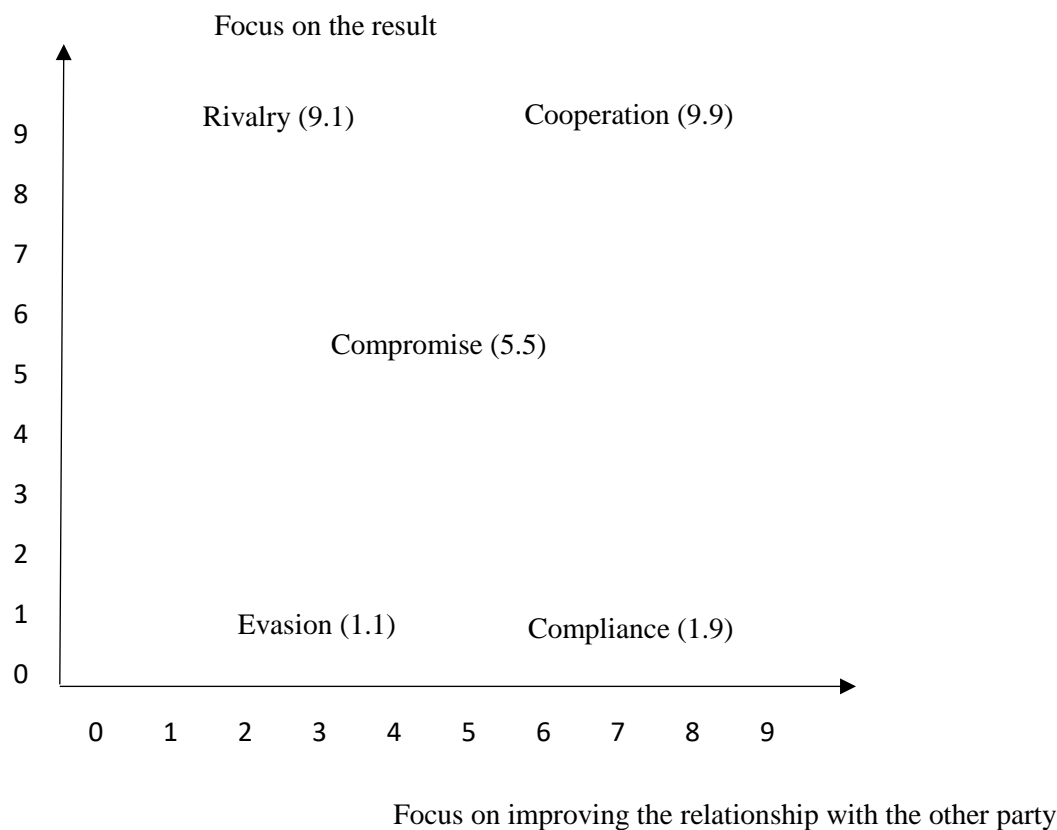 Focus on the result
Rivalry (9.1)
Cooperation (9.9)
9
8
7
6
Compromise (5.5)
5
4
3
2
1
Evasion (1.1)
Compliance (1.9)
0
0 1 2 3 4 5 6 7 8 9
Focus on improving the relationship with the other party